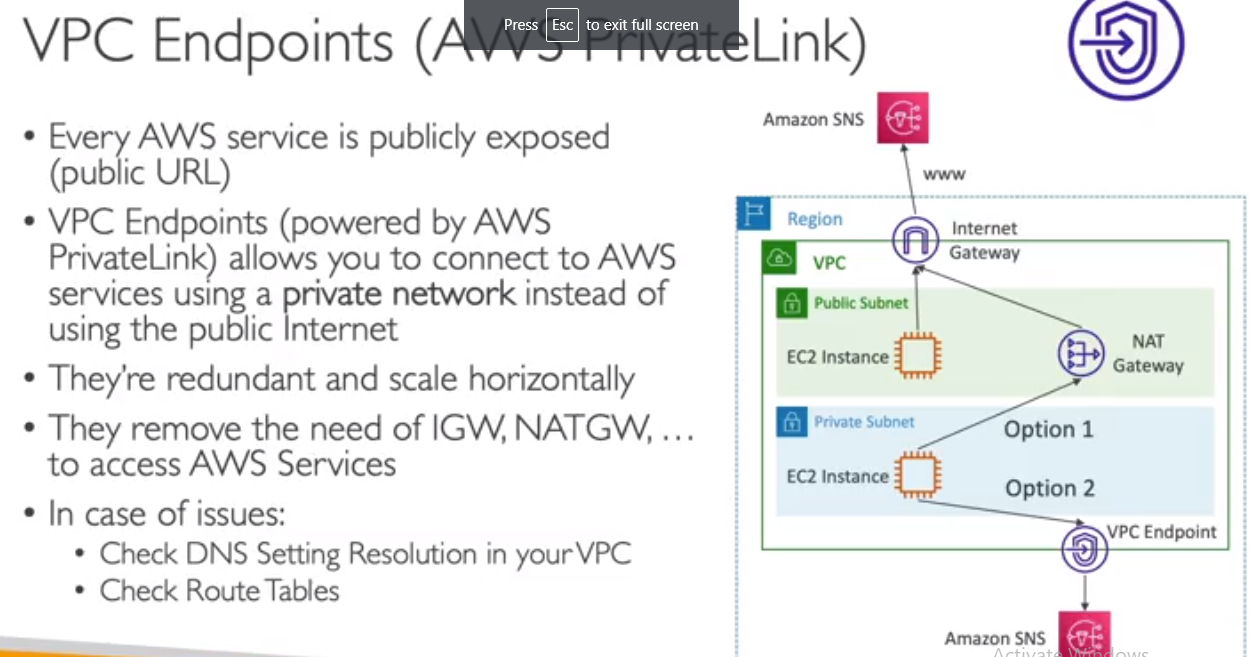 Press Esc to exit full screen
VPC Endpoints (AWS PrivateLink)
• Every AWS service is publicly exposed
(public URL)
• VPC Endpoints (powered by AWS
PrivateLink) allows you to connect to AWS
services using a private network instead of
using the public Internet
• They're redundant and scale horizontally
• They remove the need of IGW, NATGW, ...
to access AWS Services
• In case of issues:
• Check DNS Setting Resolution in your VPC
• Check Route Tables
Amazon SNS
www
Region
Internet
Gateway
VPC
Public Subnet
EC2 Instance
NAT
Gateway
Private Subnet
Option 1
EC2 Instance
Option 2
VPC Endpoint
Amazon SNS
Activate Windows